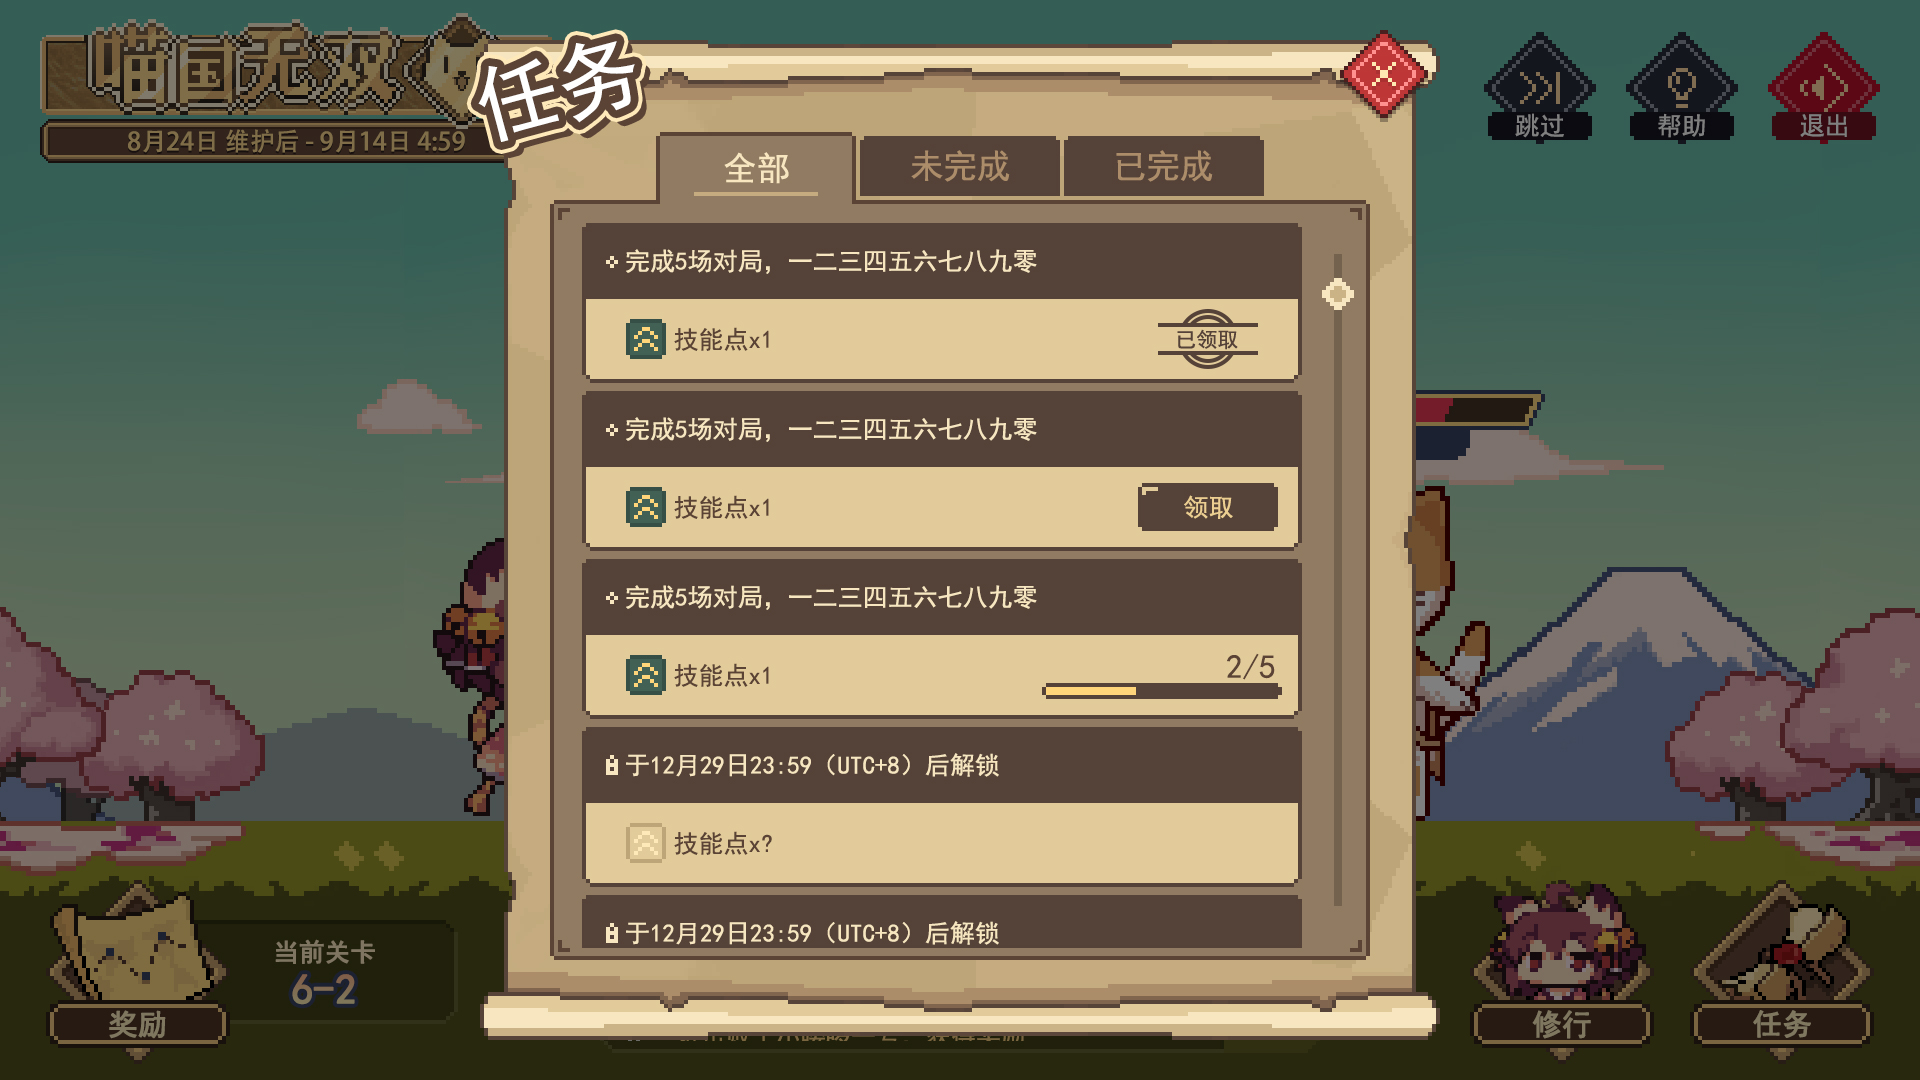 喵国无双
8月24日 维护后 - 9月14日 4:59
任务
跳过
帮助
退出
全部
未完成
已完成
完成5场对局，一二三四五六七八九零
技能点x1
已领取
完成5场对局，一二三四五六七八九零
技能点x1
领取
完成5场对局，一二三四五六七八九零
技能点x1
2/5
于12月29日23:59（UTC+8）后解锁
技能点x?
于12月29日23:59（UTC+8）后解锁
当前关卡
6-2
奖励
修行
任务